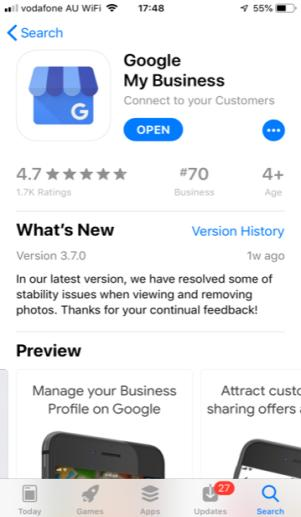 vodafone AU WiFi 17:48 55%
Search
Google
My Business
Connect to your Customers
OPEN
4.7 #70 4+
1.7K Ratings Business Age
What's New Version History
Version 3.7.0 1w ago
In our latest version, we have resolved some of
stability issues when viewing and removing
photos. Thanks for your continual feedback!
Preview
Manage your Business
Profile on Google
Attract custo
sharing offers a
27
Today Games Apps Updates Search